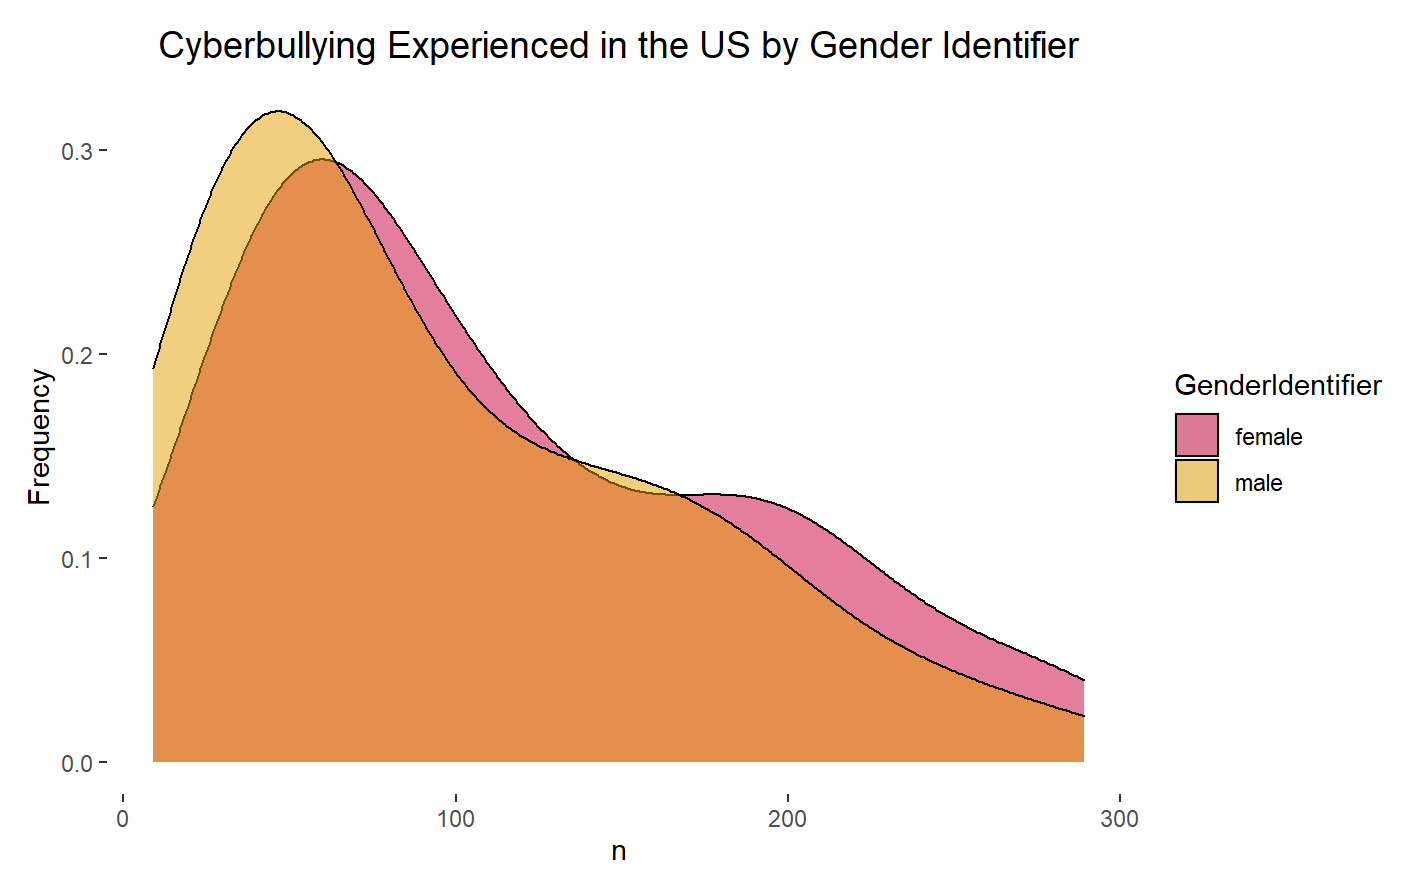 Cyberbullying Experienced in the US by Gender Identifier
0.3
0.2
0.1
0.0
Frequency
0
100
200
300
n
GenderIdentifier
female
male